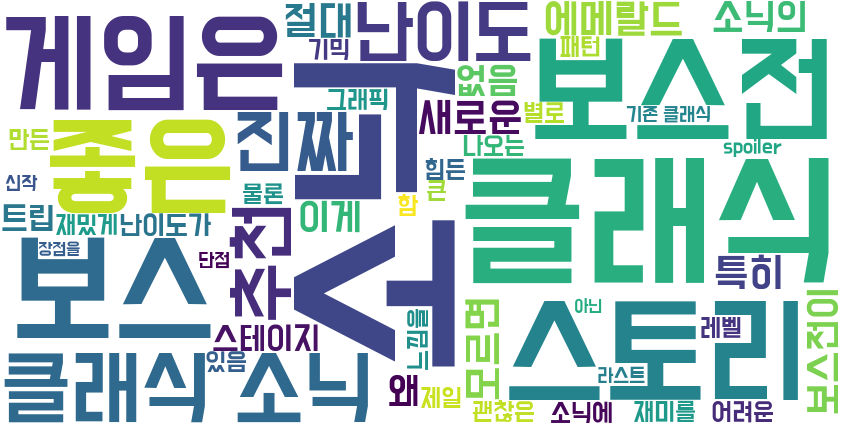 게임은
절대
난이도
에메랄드
소닉의
기믹
패턴
보스전
그래픽
없음
새로운
별로
기존 클래식
만든
좋은
진짜
소닉
나오는
spoiler
신작
물론
힘든
큰
클래식
트립
재밌게
난이도가
추천
이게
함
장점을
단점
특히
보스
스테이지
느낌을
모르면
스토리
아닌
레벨
보스전이
클래식 소닉
있음
왜
제일
라스트
괜찮은
소닉에
재미를
어려운